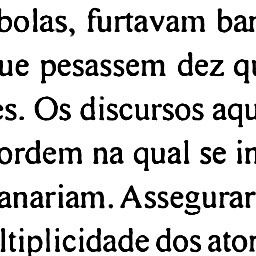 bolas, furtavam bar
ue pesassem dez qu
es. Os discursos aqu
ordem na qual se in
anariam. Assegurar
ltiplicidade dos ator